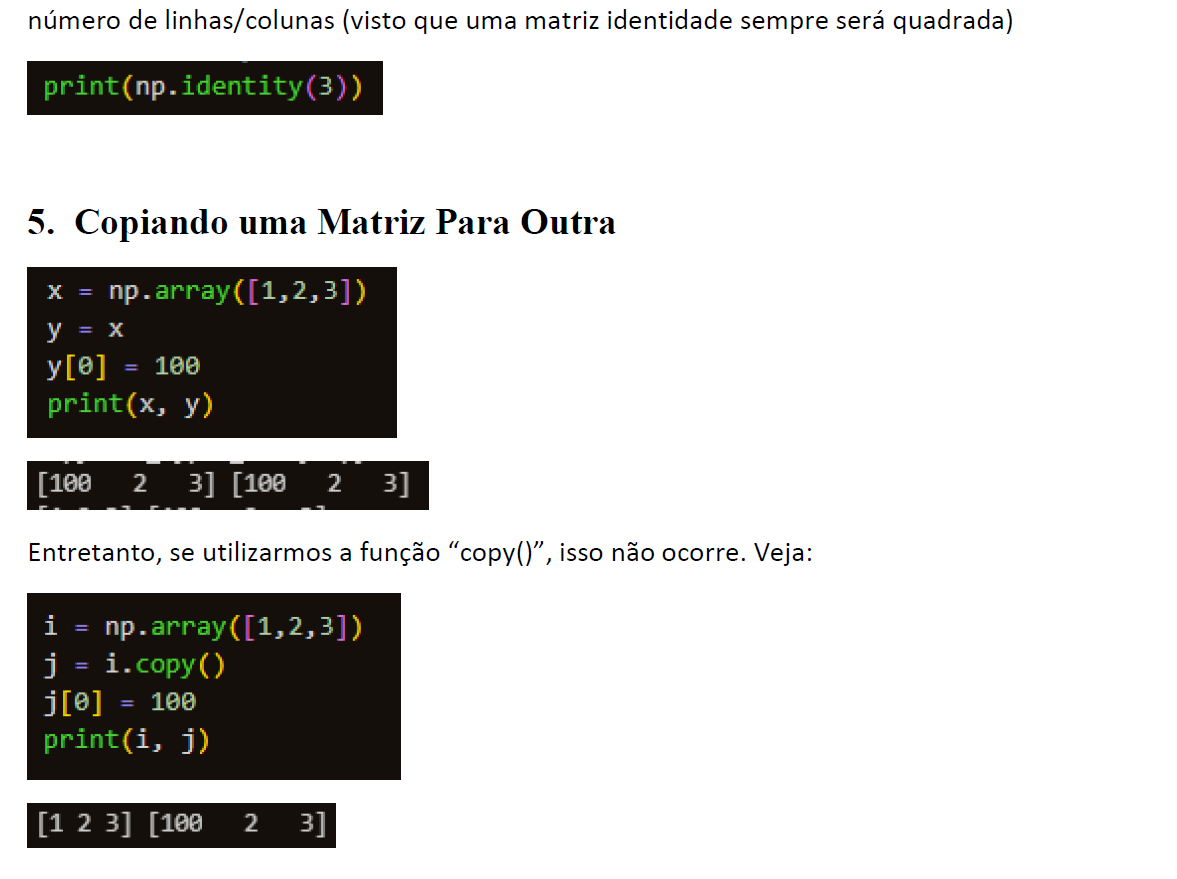 número de linhas/colunas (visto que uma matriz identidade sempre será quadrada)
print(np.identity(3))
5. Copiando uma Matriz Para Outra
x = np.array([1,2,3])
y = x
y[0] = 100
print(x, y)
[100   2   3] [100   2   3]
Entretanto, se utilizarmos a função “copy()”, isso não ocorre. Veja:
i = np.array([1,2,3])
j = i.copy()
j[0] = 100
print(i, j)
[1 2 3] [100   2   3]